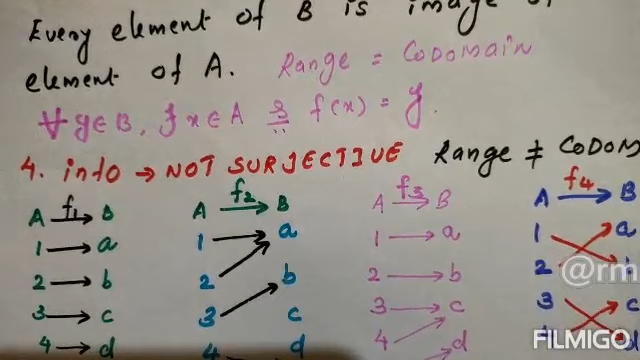 Every element of B is image of
element of A. Range = Codomain
∀ y∈B, ∃ x∈A s.t. f(x) = y.
4. into → NOT SURJECTIVE Range ≠ CODOM
A f₁→ B A f₂→ B A f₃→ B A f₄→ B
1 → a 1 → a 1 → a 1 a
2 → b 2 b 2 → b 2 b
3 → c 3 c 3 → c 3 c
4 → d 4 d 4 d d
@rm
FILMIGO